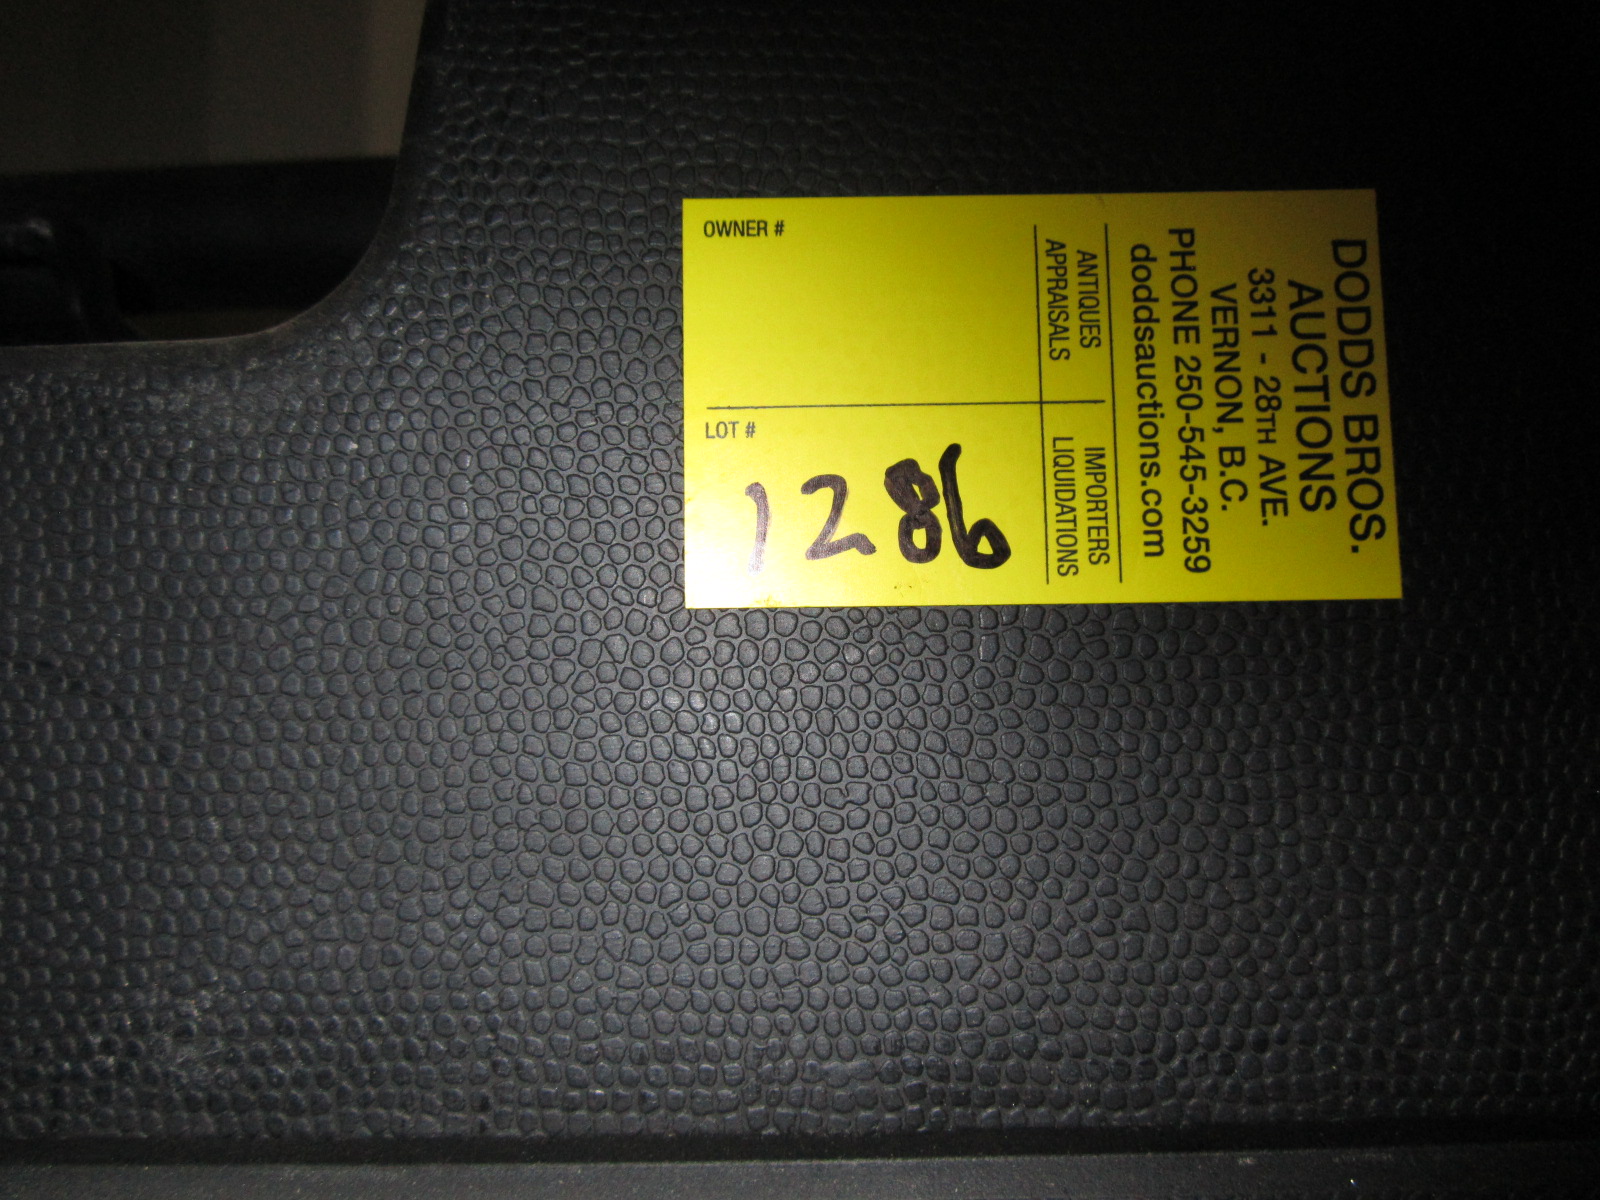 DODDS BROS.
AUCTIONS
3311 - 28TH AVE.
VERNON, B.C.
PHONE 250-545-3259
doddsauctions.com
ANTIQUES IMPORTERS
APPRAISALS LIQUIDATIONS
OWNER #
LOT #
1286